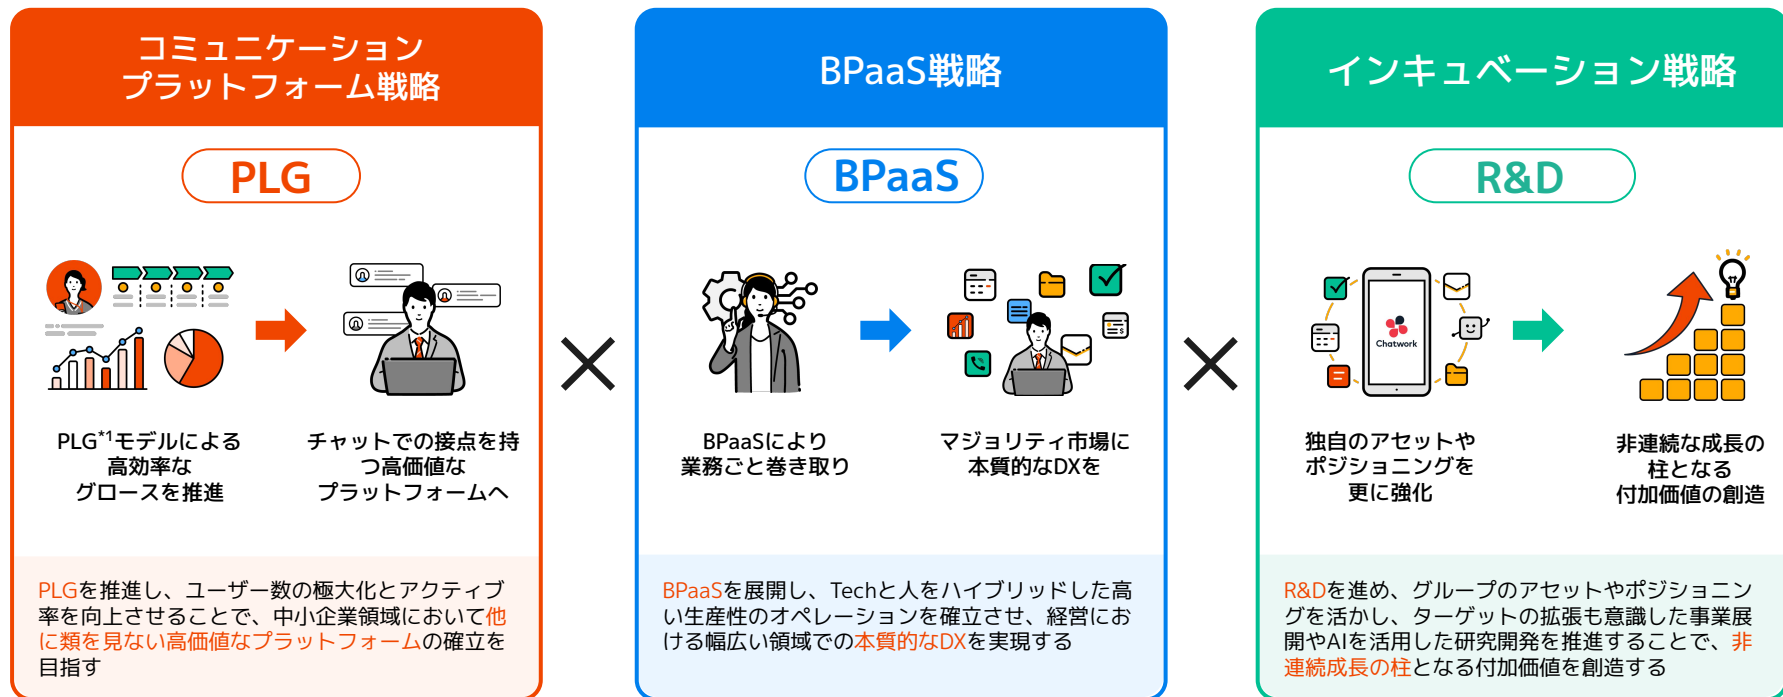 コミュニケーション
プラットフォーム戦略
PLG
PLG*1モデルによる
高効率な
グロースを推進
チャットでの接点を持
つ高価値な
プラットフォームへ
PLGを推進し、ユーザー数の極大化とアクティブ
率を向上させることで、中小企業領域において他
に類を見ない高価値なプラットフォームの確立を
目指す
BPaaS戦略
BPaaS
BPaaSにより
業務ごと巻き取り
マジョリティ市場に
本質的なDXを
BPaaSを展開し、Techと人をハイブリッドした高
い生産性のオペレーションを確立させ、経営にお
ける幅広い領域での本質的なDXを実現する
インキュベーション戦略
R&D
Chatwork
独自のアセットや
ポジショニングを
更に強化
非連続な成長の
柱となる
付加価値の創造
R&Dを進め、グループのアセットやポジショニン
グを活かし、ターゲットの拡張も意識した事業展
開やAIを活用した研究開発を推進することで、非
連続成長の柱となる付加価値を創造する